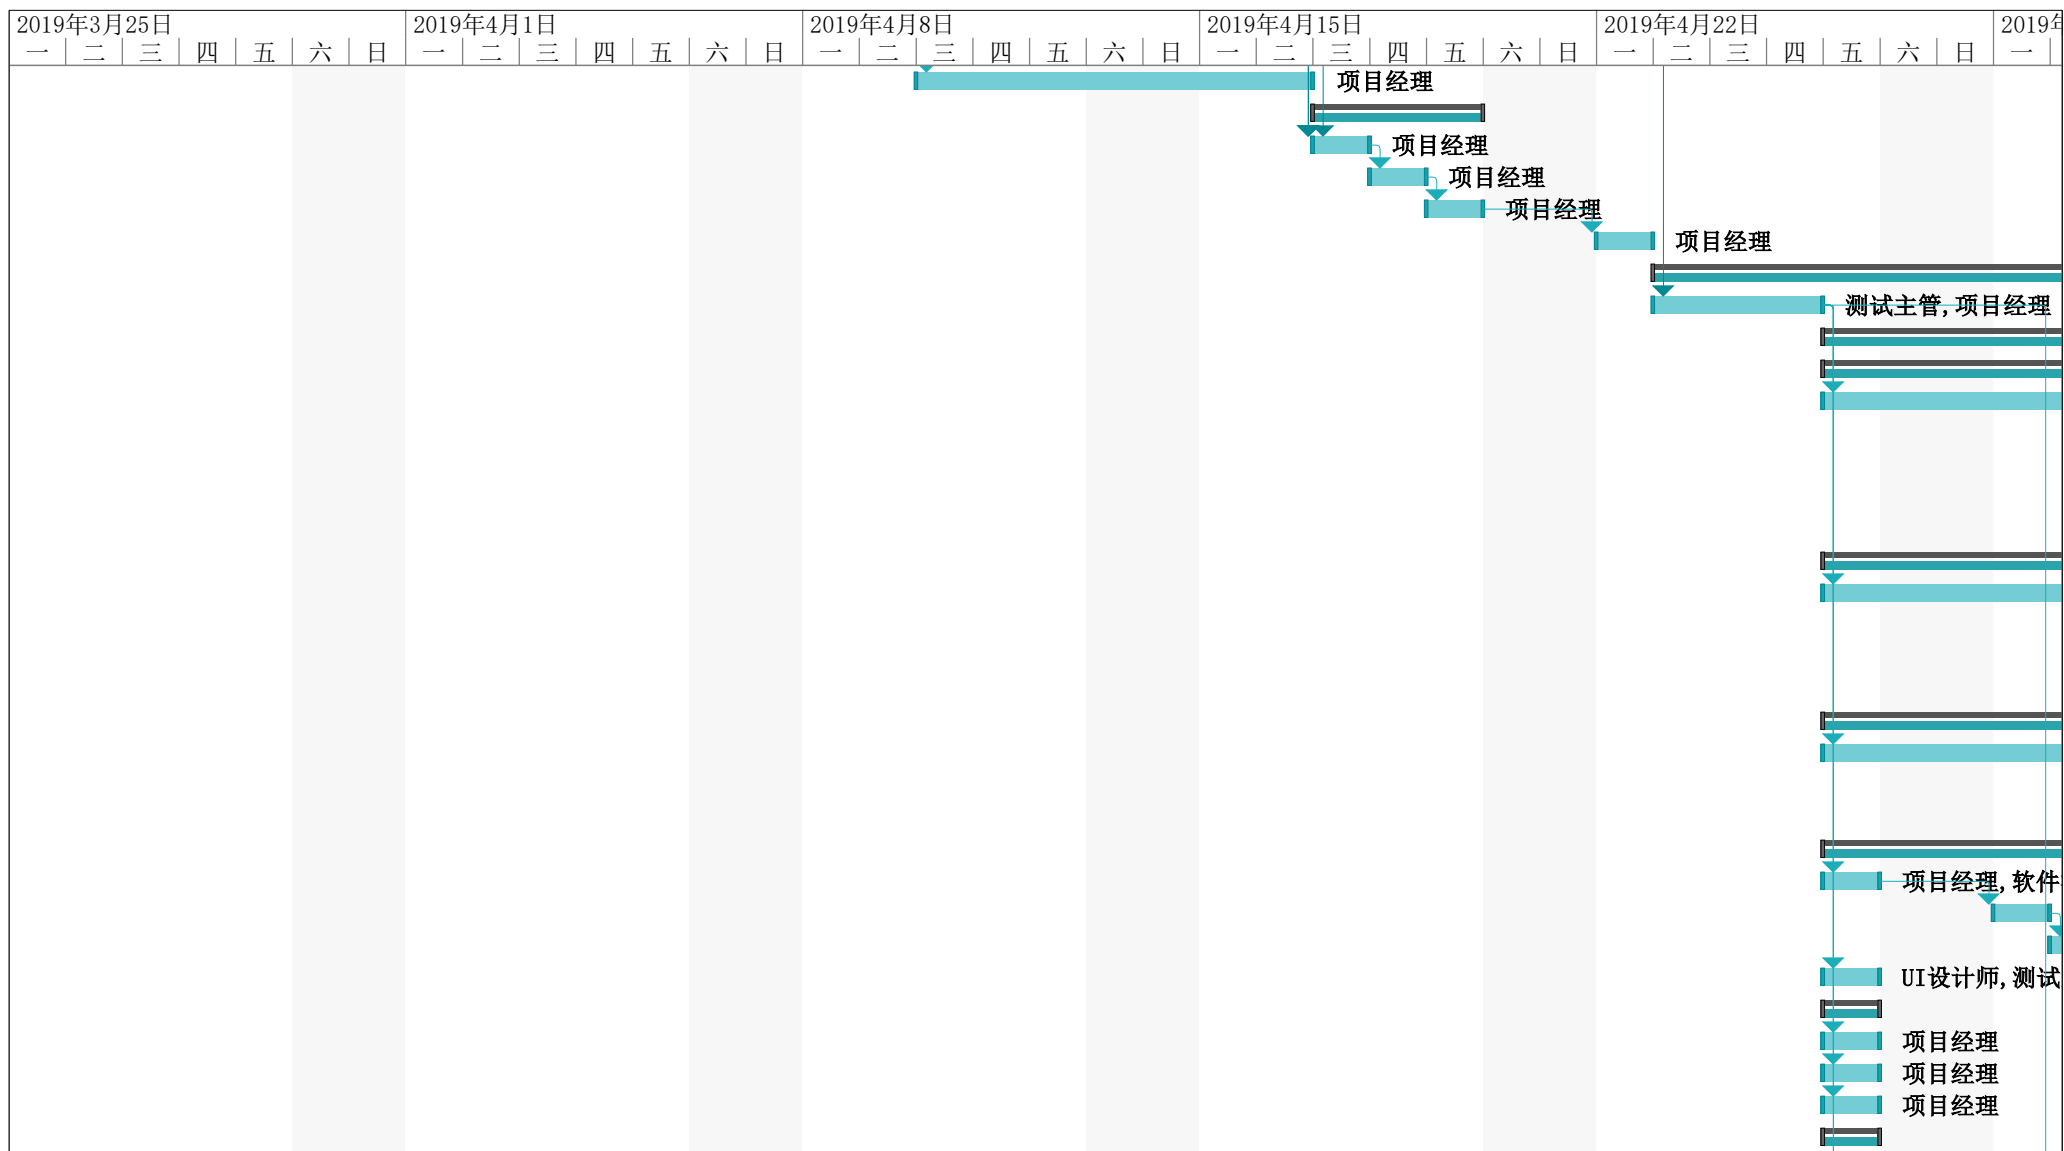 2019年3月25日 2019年4月1日 2019年4月8日 2019年4月15日 2019年4月22日 2019年
一 二 三 四 五 六 日 一 二 三 四 五 六 日 一 二 三 四 五 六 日 一 二 三 四 五 六 日 一 二 三 四 五 六 日 一
项目经理
项目经理
项目经理
项目经理
项目经理
测试主管,项目经理
项目经理,软件
UI设计师,测试
项目经理
项目经理
项目经理